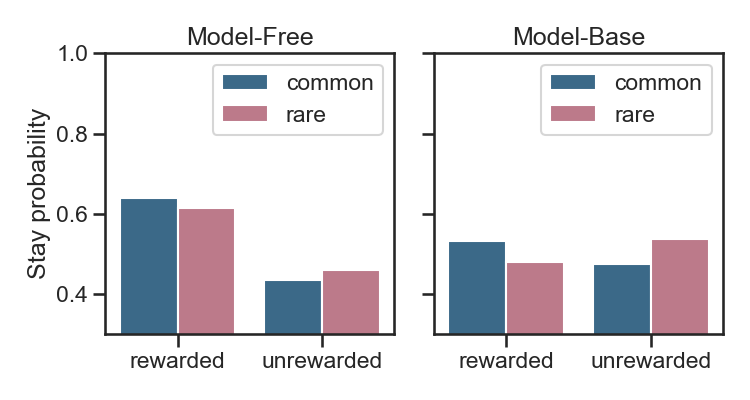 Model-Free
Model-Base
Stay probability
1.0
0.8
0.6
0.4
common
rare
common
rare
rewarded
unrewarded
rewarded
unrewarded